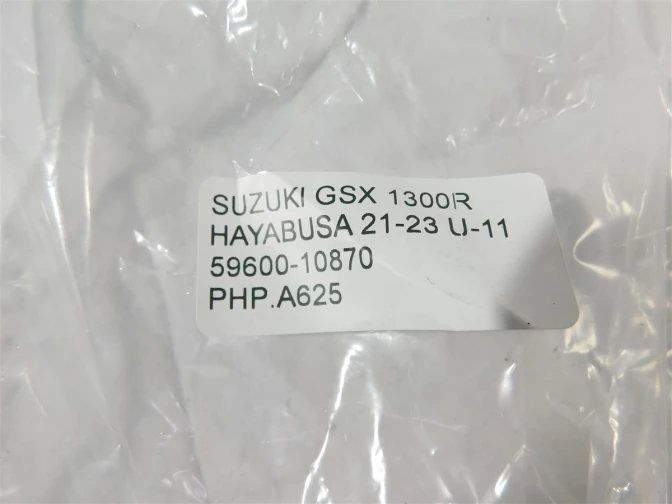 SUZUKI GSX 1300R
HAYABUSA 21-23 U-11
59600-10870
PHP.A625